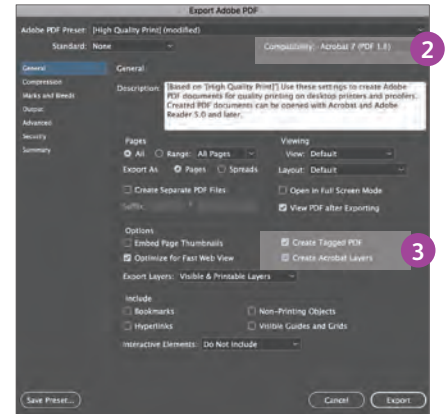 Export Adobe PDF
Adobe PDF Preset: [High Quality Print] (modified)
Standard: None
Compatibility: Acrobat 7 (PDF 1.6)
2
General
Compression
Marks and Bleeds
Output
Advanced
Security
Summary
General
Description: [Based on '[High Quality Print]'] Use these settings to create Adobe
PDF documents for quality printing on desktop printers and proofers.
Created PDF documents can be opened with Acrobat and Adobe
Reader 5.0 and later.
Pages
All Range: All Pages
Export As Pages Spreads
Create Separate PDF Files
Suffix:
Viewing
View: Default
Layout: Default
Open in Full Screen Mode
View PDF after Exporting
Options
Embed Page Thumbnails
Optimize for Fast Web View
Create Tagged PDF
Create Acrobat Layers
3
Export Layers: Visible & Printable Layers
Include
Bookmarks
Hyperlinks
Non-Printing Objects
Visible Guides and Grids
Interactive Elements: Do Not Include
Save Preset...
Cancel
Export